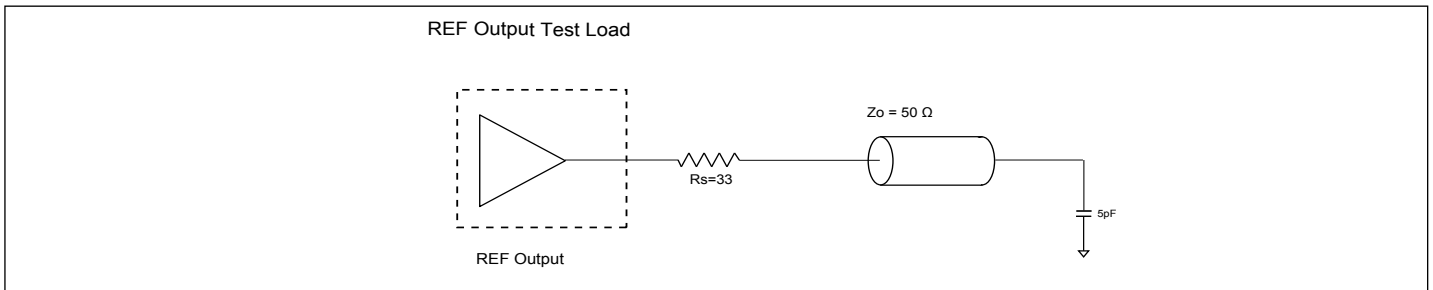 REF Output Test Load
Zo = 50 Ω
Rs=33
5pF
REF Output